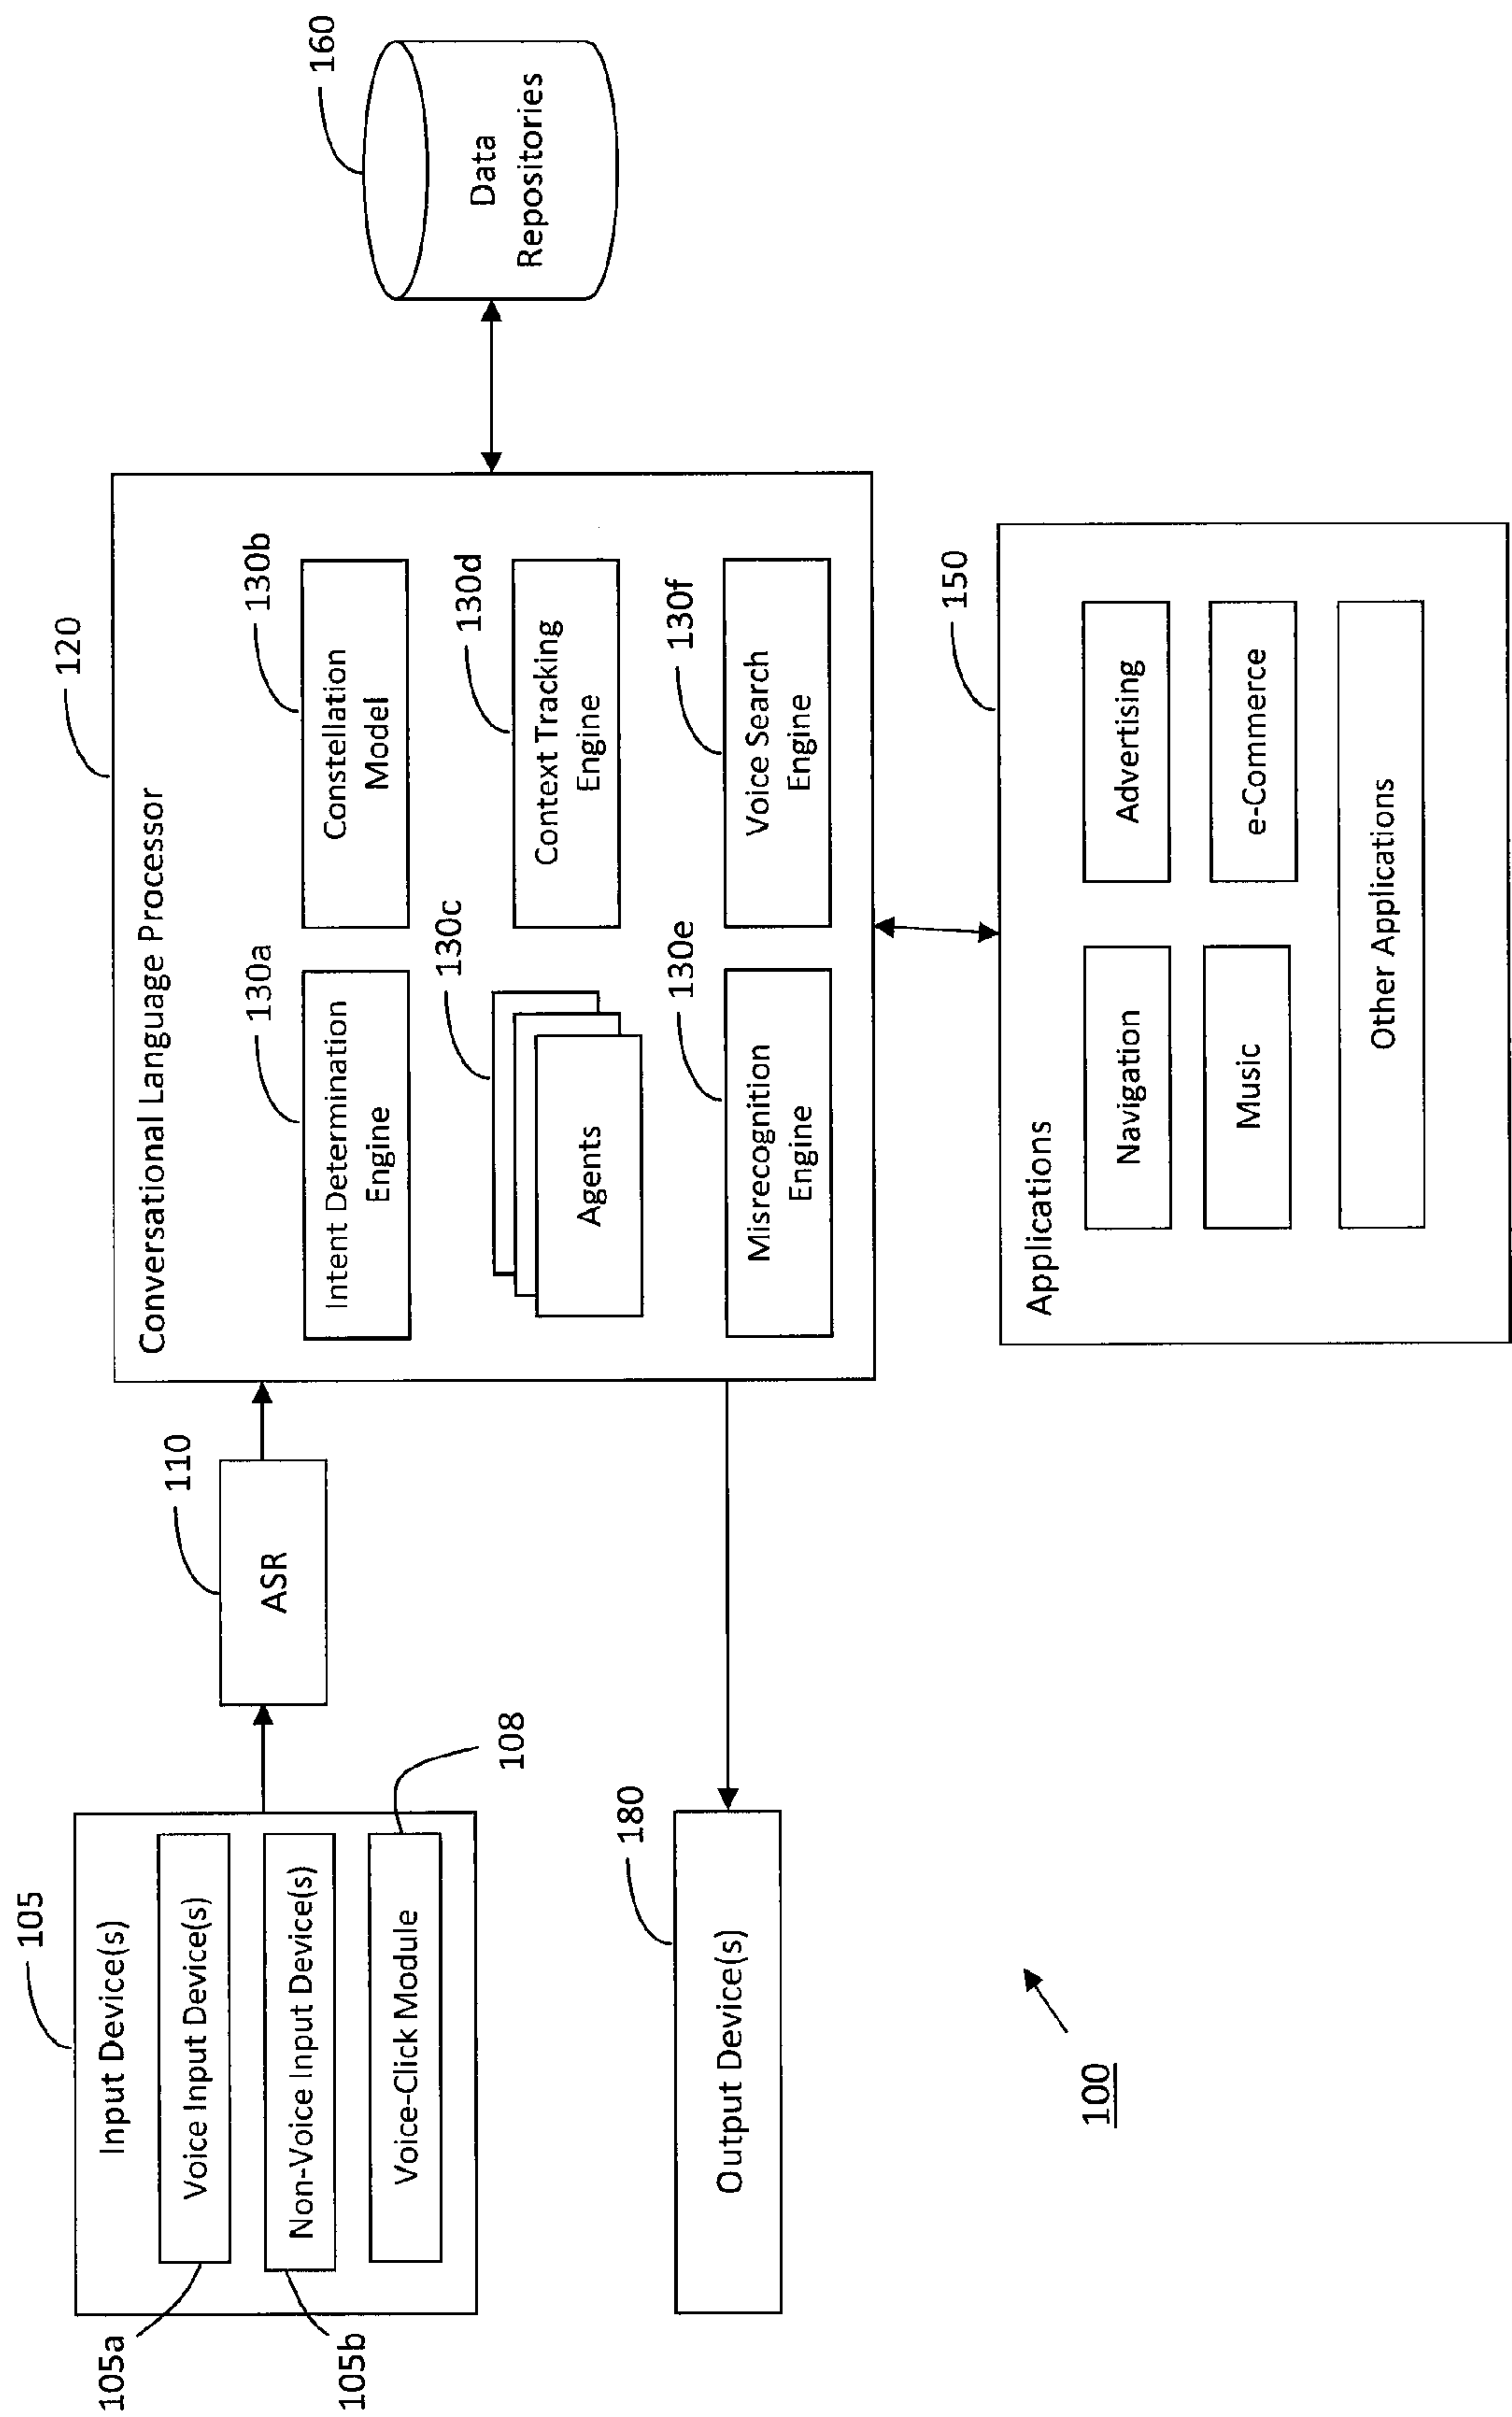 105
Input Device(s)
105a
Voice Input Device(s)
105b
Non-Voice Input Device(s)
Voice-Click Module
108
110
ASR
120
Conversational Language Processor
130a
Intent Determination
Engine
130b
Constellation
Model
130c
Agents
130d
Context Tracking
Engine
130e
Misrecognition
Engine
130f
Voice Search
Engine
160
Data
Repositories
180
Output Device(s)
150
Applications
Navigation
Advertising
Music
e-Commerce
Other Applications
100